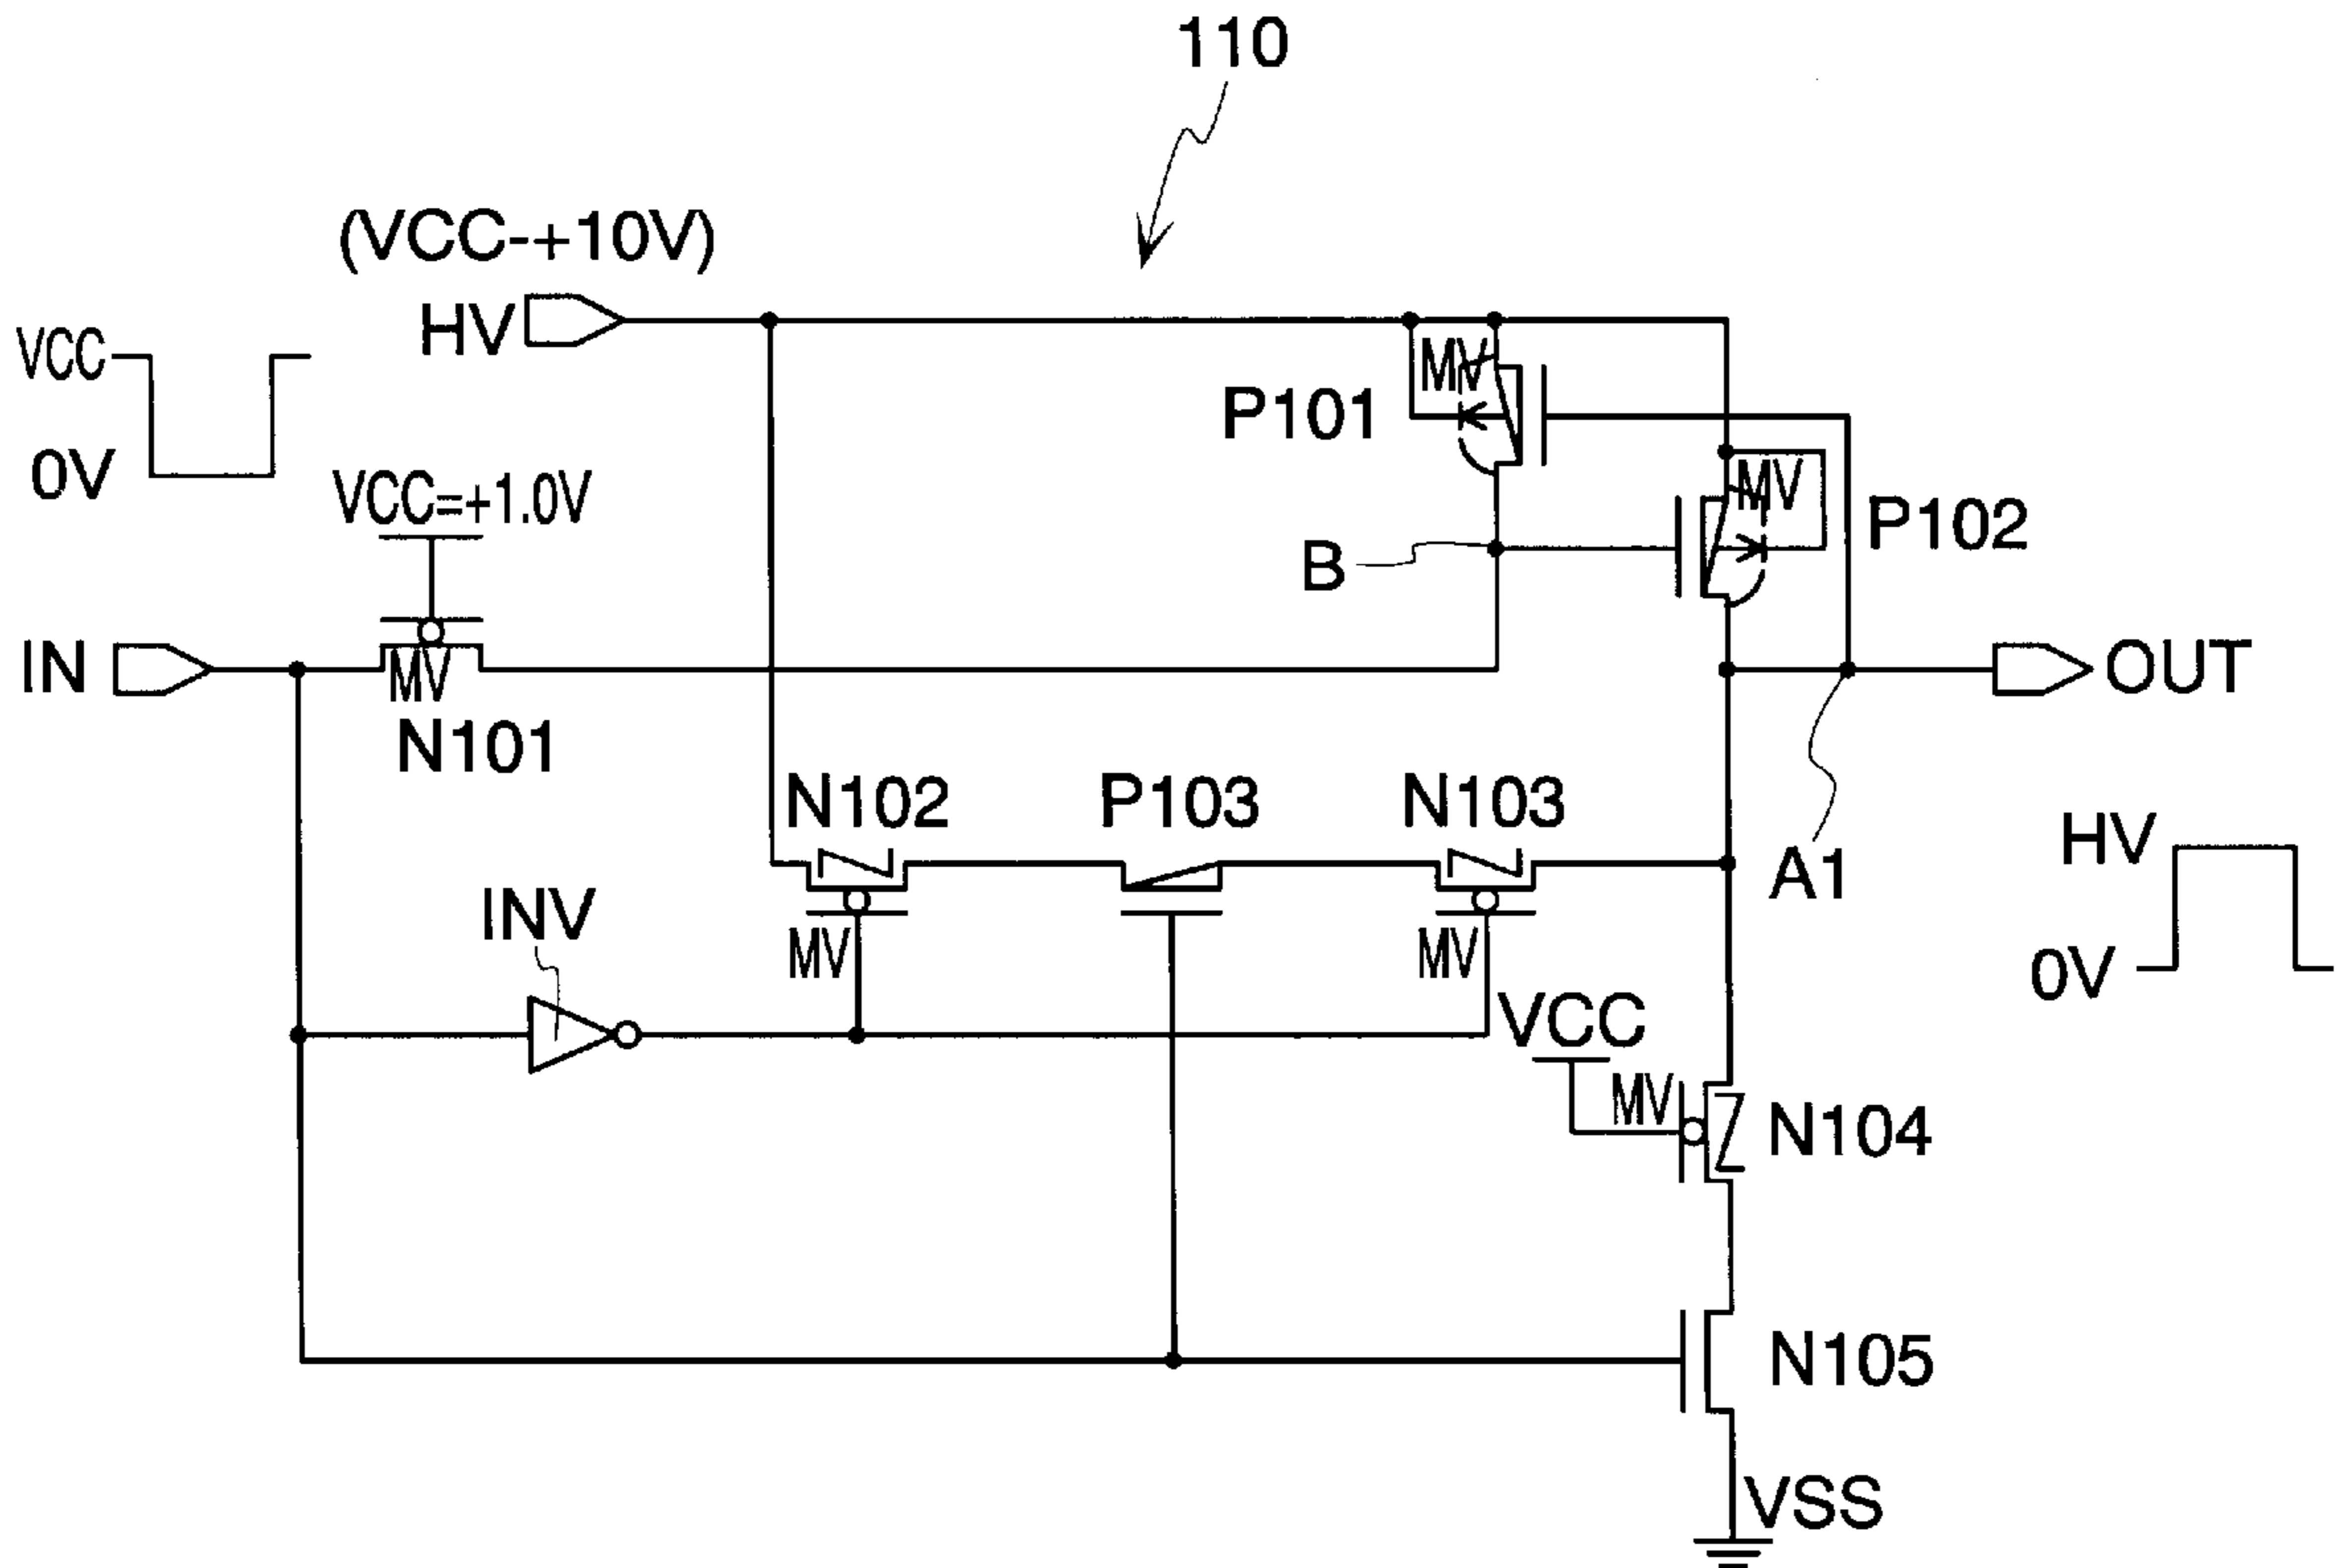 110
(VCC-+10V)
HV
VCC
0V
VCC=+1.0V
MV
P101
MV
P102
B
IN
MV
N101
OUT
N102
P103
N103
A1
HV
0V
INV
MV
MV
VCC
MV
N104
N105
VSS